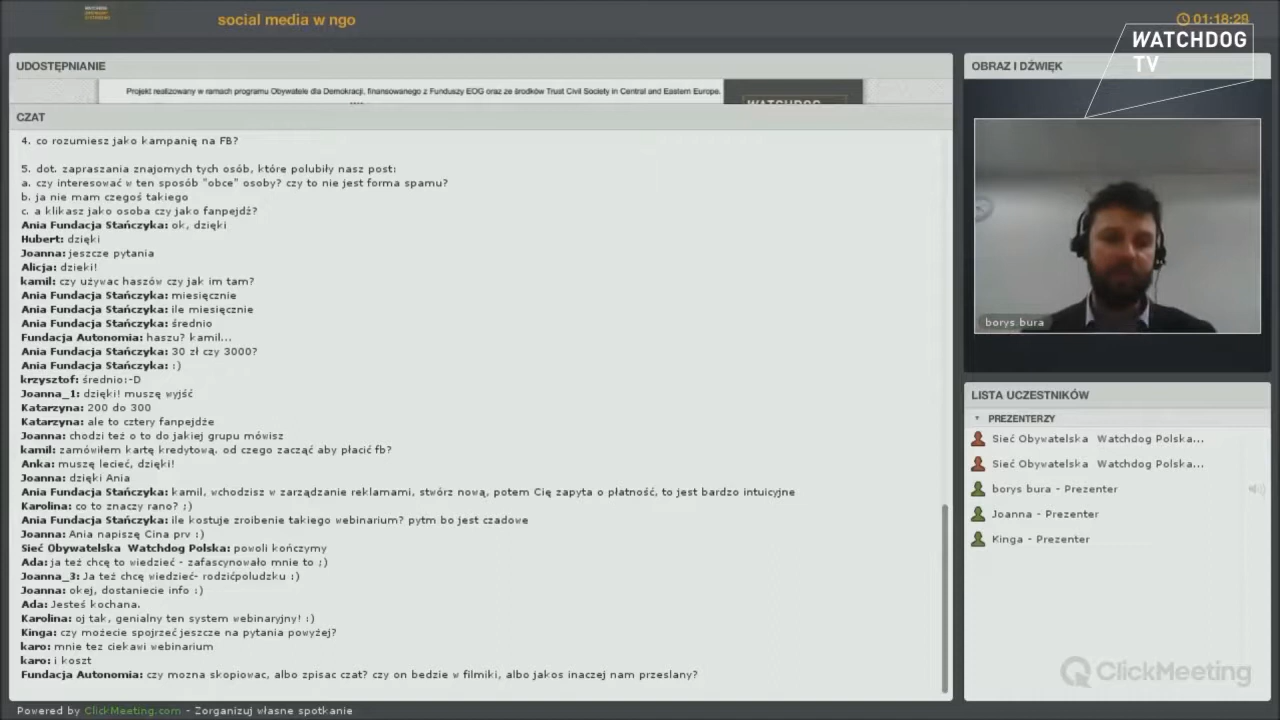 social media w ngo
01:18:28
WATCHDOG
TV
UDOSTĘPNIANIE
Projekt realizowany w ramach programu Obywatele dla Demokracji, finansowanego z Funduszy EOG oraz ze środków Trust Civil Society in Central and Eastern Europe.
WATCHDOG
CZAT
4. co rozumiesz jako kampanię na FB?
5. dot. zapraszania znajomych tych osób, które polubiły nasz post:
a. czy interesować w ten sposób "obce" osoby? czy to nie jest forma spamu?
b. ja nie mam czegoś takiego
c. a klikasz jako osoba czy jako fanpejdż?
Ania Fundacja Stańczyka: ok, dzięki
Hubert: dzięki
Joanna: jeszcze pytania
Alicja: dzieki!
kamil: czy używac haszów czy jak im tam?
Ania Fundacja Stańczyka: miesięcznie
Ania Fundacja Stańczyka: ile miesięcznie
Ania Fundacja Stańczyka: średnio
Fundacja Autonomia: haszu? kamil...
Ania Fundacja Stańczyka: 30 zł czy 3000?
Ania Fundacja Stańczyka: :)
krzysztof: średnio:-D
Joanna_1: dzięki! muszę wyjść
Katarzyna: 200 do 300
Katarzyna: ale to cztery fanpejdże
Joanna: chodzi też o to do jakiej grupu mówisz
kamil: zamówiłem kartę kredytową. od czego zacząć aby płacić fb?
Anka: muszę lecieć, dzięki!
Joanna: dzięki Ania
Ania Fundacja Stańczyka: kamil, wchodzisz w zarządzanie reklamami, stwórz nową, potem Cię zapyta o płatność, to jest bardzo intuicyjne
Karolina: co to znaczy rano? ;)
Ania Fundacja Stańczyka: ile kostuje zroibenie takiego webinarium? pytm bo jest czadowe
Joanna: Ania napiszę Cina prv :)
Sieć Obywatelska Watchdog Polska: powoli kończymy
Ada: ja też chcę to wiedzieć - zafascynowało mnie to ;)
Joanna_3: Ja też chcę wiedzieć- rodzićpoludzku :)
Joanna: okej, dostaniecie info :)
Ada: Jesteś kochana.
Karolina: oj tak, genialny ten system webinaryjny! :)
Kinga: czy możecie spojrzeć jeszcze na pytania powyżej?
karo: mnie tez ciekawi webinarium
karo: i koszt
Fundacja Autonomia: czy mozna skopiowac, albo zpisac czat? czy on bedzie w filmiki, albo jakos inaczej nam przeslany?
OBRAZ I DŹWIĘK
borys bura
LISTA UCZESTNIKÓW
PREZENTERZY
Sieć Obywatelska Watchdog Polska...
Sieć Obywatelska Watchdog Polska...
borys bura - Prezenter
Joanna - Prezenter
Kinga - Prezenter
ClickMeeting
Powered by ClickMeeting.com - Zorganizuj własne spotkanie